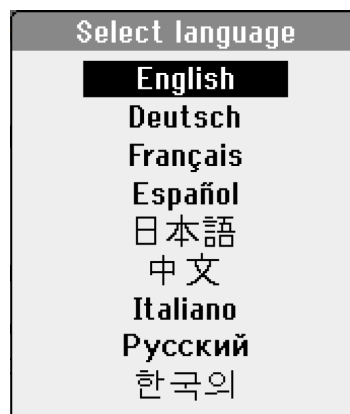 Select language
English
Deutsch
Français
Español
日本語
中文
Italiano
Русский
한국의